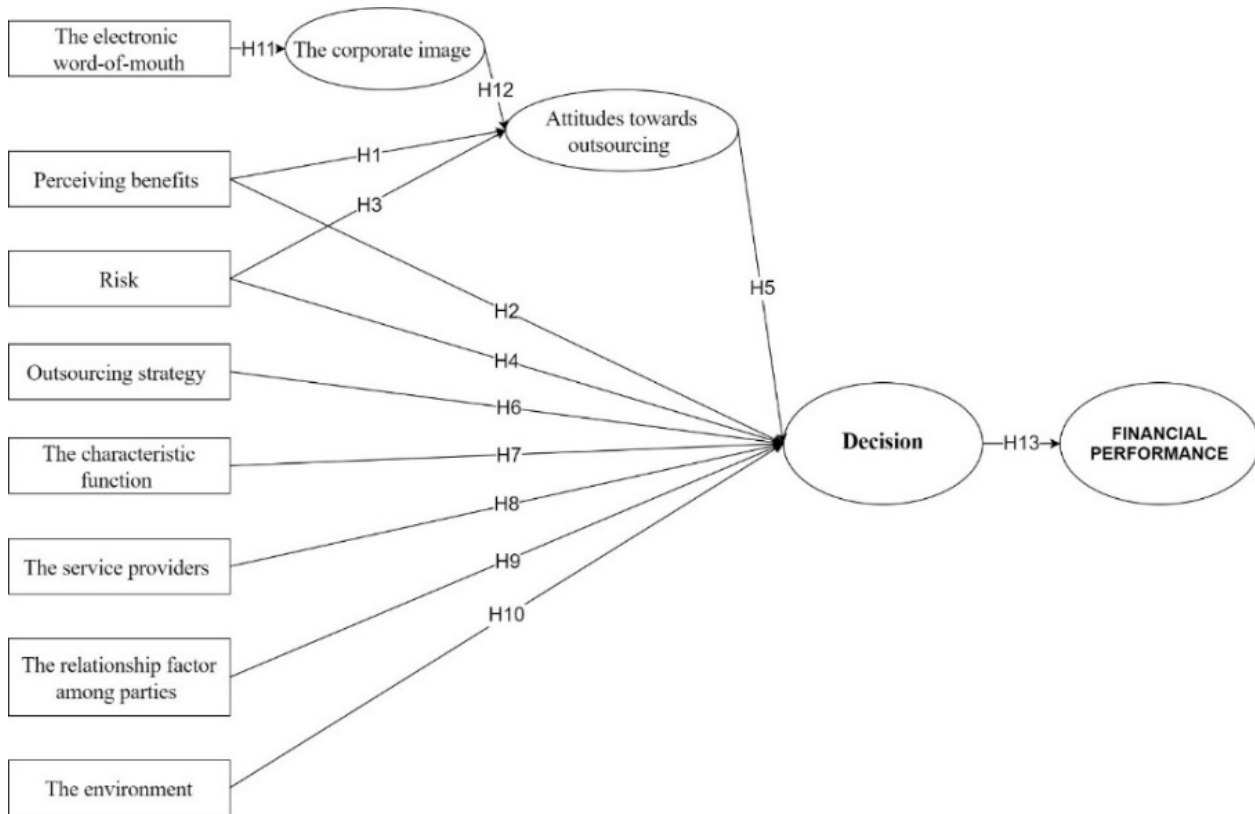 The electronic
word-of-mouth
H11
The corporate image
H12
Attitudes towards
outsourcing
Perceiving benefits
H1
H3
Risk
H2
H5
H4
Outsourcing strategy
H6
The characteristic
function
H7
Decision
H13
FINANCIAL
PERFORMANCE
H8
The service providers
H9
H10
The relationship factor
among parties
The environment